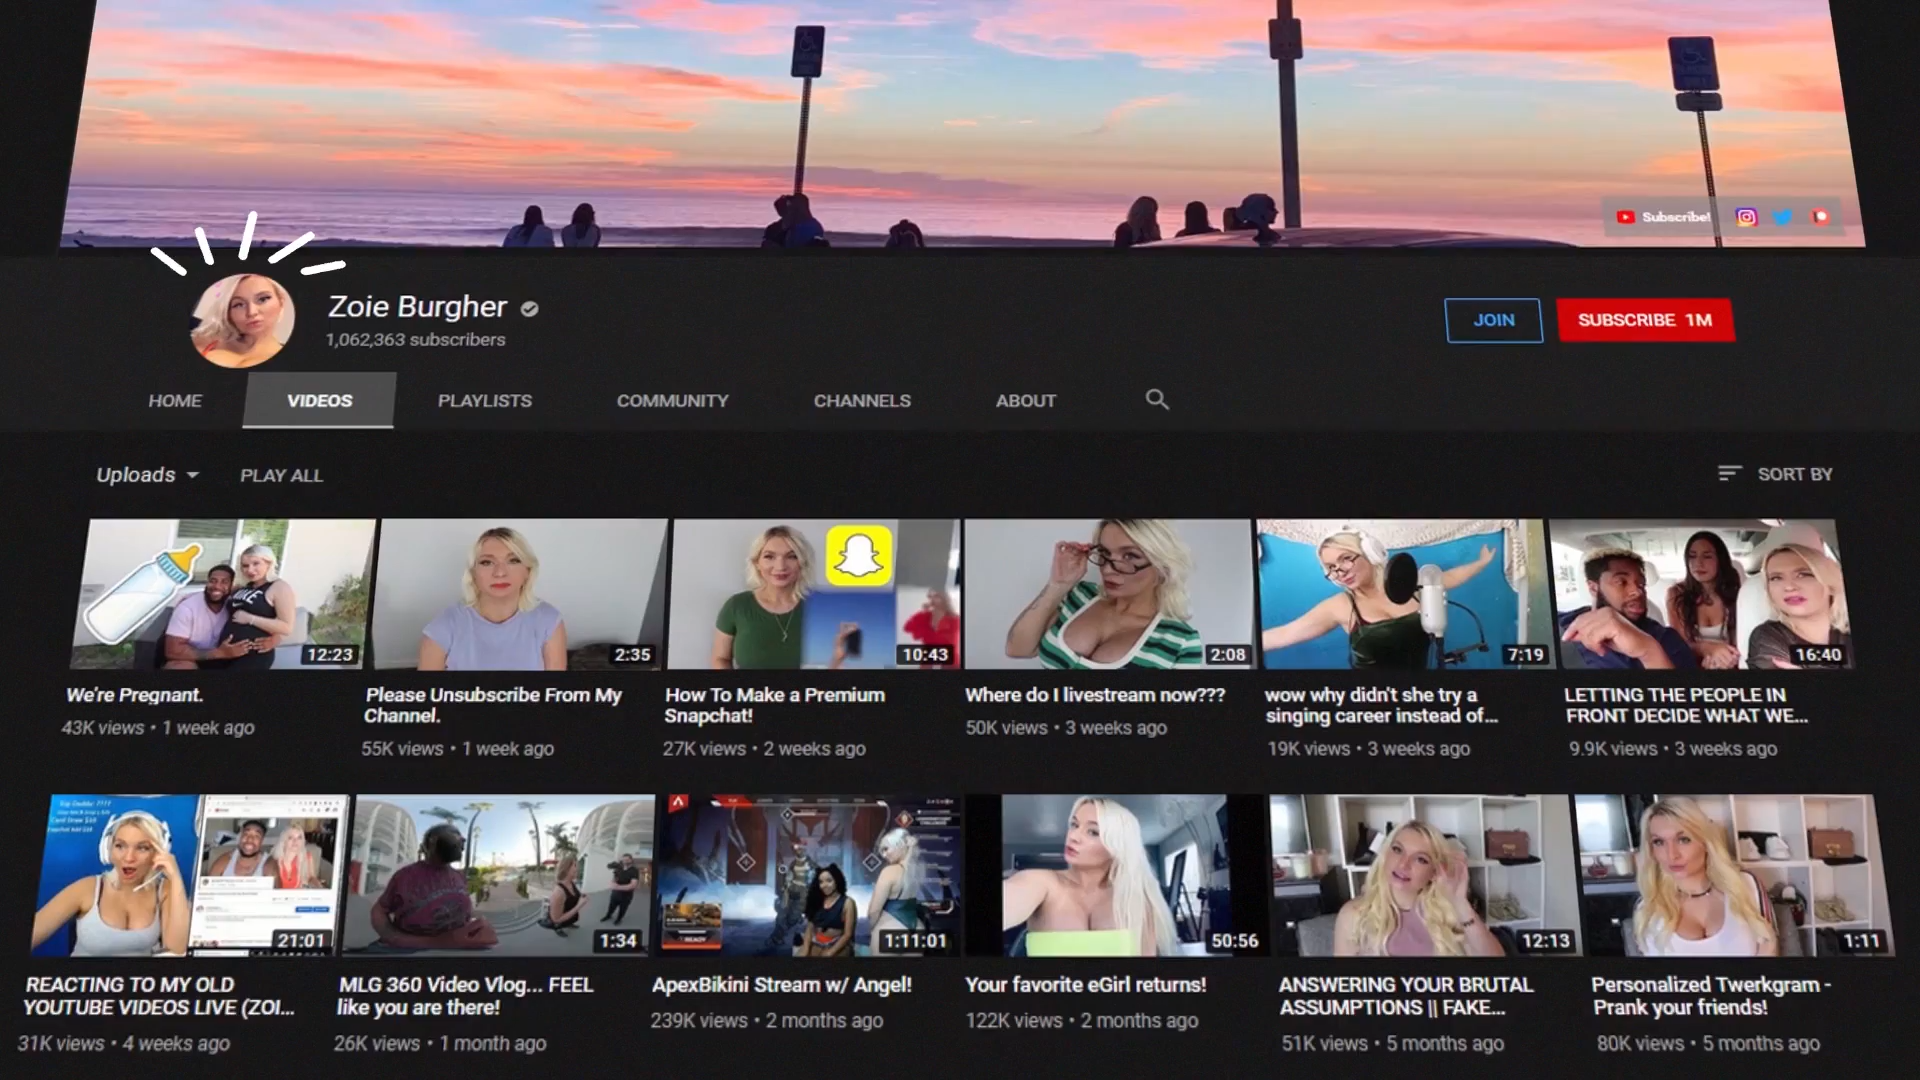 Subscribe!
Zoie Burgher
1,062,363 subscribers
JOIN
SUBSCRIBE 1M
HOME
VIDEOS
PLAYLISTS
COMMUNITY
CHANNELS
ABOUT
Uploads
PLAY ALL
SORT BY
12:23
2:35
10:43
2:08
7:19
16:40
We're Pregnant.
43K views • 1 week ago
Please Unsubscribe From My
Channel.
55K views • 1 week ago
How To Make a Premium
Snapchat!
27K views • 2 weeks ago
Where do I livestream now???
50K views • 3 weeks ago
wow why didn't she try a
singing career instead of...
19K views • 3 weeks ago
LETTING THE PEOPLE IN
FRONT DECIDE WHAT WE...
9.9K views • 3 weeks ago
21:01
1:34
READY
1:11:01
50:56
12:13
1:11
REACTING TO MY OLD
YOUTUBE VIDEOS LIVE (ZOI...
31K views • 4 weeks ago
MLG 360 Video Vlog... FEEL
like you are there!
26K views • 1 month ago
ApexBikini Stream w/ Angel!
239K views • 2 months ago
Your favorite eGirl returns!
122K views • 2 months ago
ANSWERING YOUR BRUTAL
ASSUMPTIONS || FAKE...
51K views • 5 months ago
Personalized Twerkgram -
Prank your friends!
80K views • 5 months ago